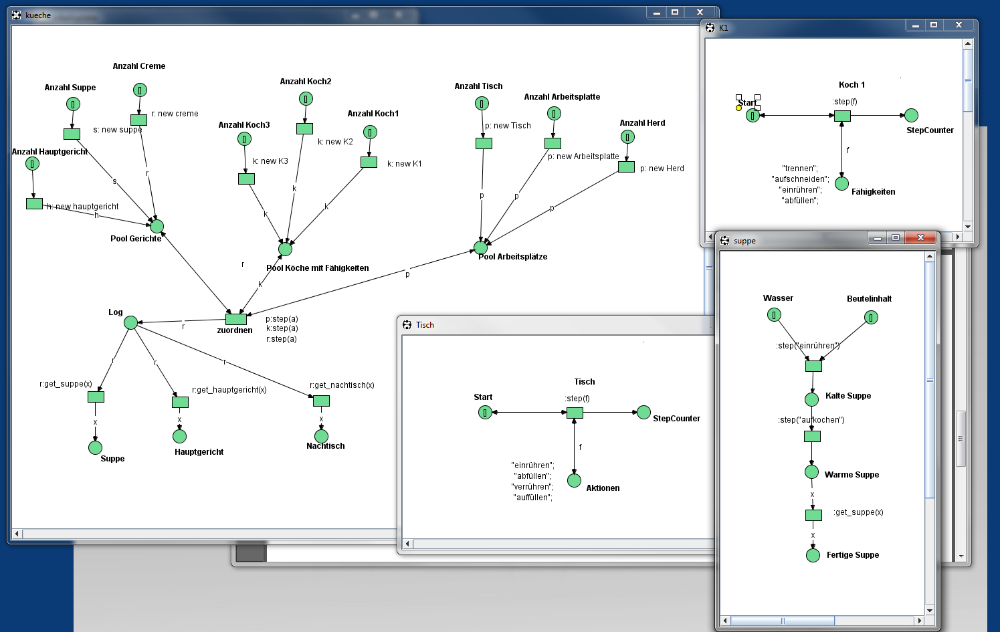 kueche
Anzahl Creme
Anzahl Suppe
r: new creme
s: new suppe
Anzahl Hauptgericht
h: new hauptgericht
s
r
h
Pool Gerichte
Anzahl Koch2
Anzahl Koch1
Anzahl Koch3
k: new K2
k: new K3
k: new K1
k
k
k
Pool Köche mit Fähigkeiten
Anzahl Tisch
Anzahl Arbeitsplatte
Anzahl Herd
p: new Tisch
p: new Arbeitsplatte
p: new Herd
p
p
p
Pool Arbeitsplätze
r
k
p
Log
r
zuordnen
p:step(a)
k:step(a)
r:step(a)
r
r
r
r:get_suppe(x)
r:get_hauptgericht(x)
r:get_nachtisch(x)
x
x
x
Suppe
Hauptgericht
Nachtisch
K1
Koch 1
Start
:step(f)
StepCounter
f
"trennen";
"aufschneiden";
"einrühren";
"abfüllen";
Fähigkeiten
Tisch
Tisch
Start
:step(f)
StepCounter
f
"einrühren";
"abfüllen";
"verrühren";
"auffüllen";
Aktionen
suppe
Wasser
Beutelinhalt
:step("einrühren")
Kalte Suppe
:step("aufkochen")
Warme Suppe
x
:get_suppe(x)
x
Fertige Suppe